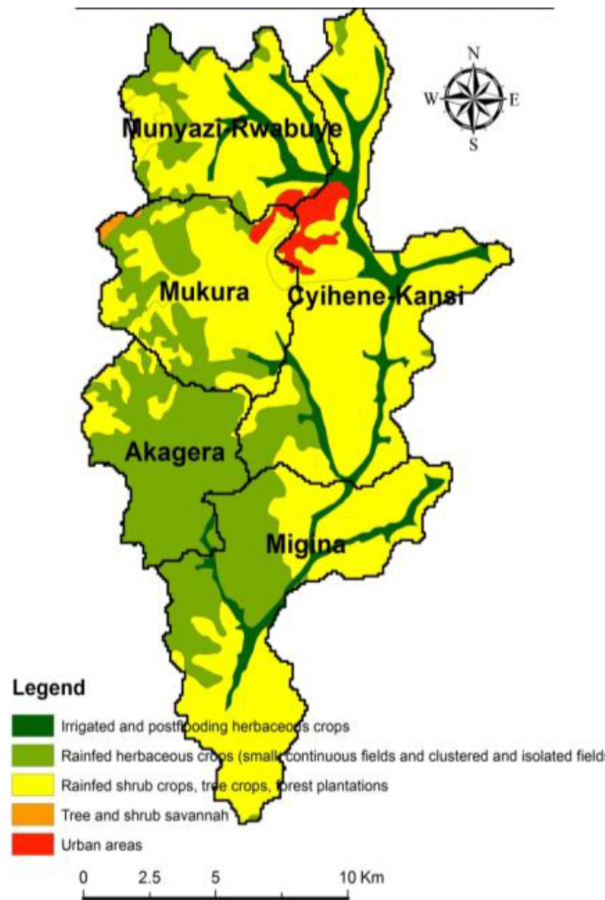 N
W E
S
Munyazi-Rwabuye
Mukura
Cyihene-Kansi
Akagera
Migina
Legend
Irrigated and postflooding herbaceous crops
Rainfed herbaceous crops (small continuous fields and clustered and isolated fields
Rainfed shrub crops, tree crops, forest plantations
Tree and shrub savannah
Urban areas
0 2.5 5 10 Km